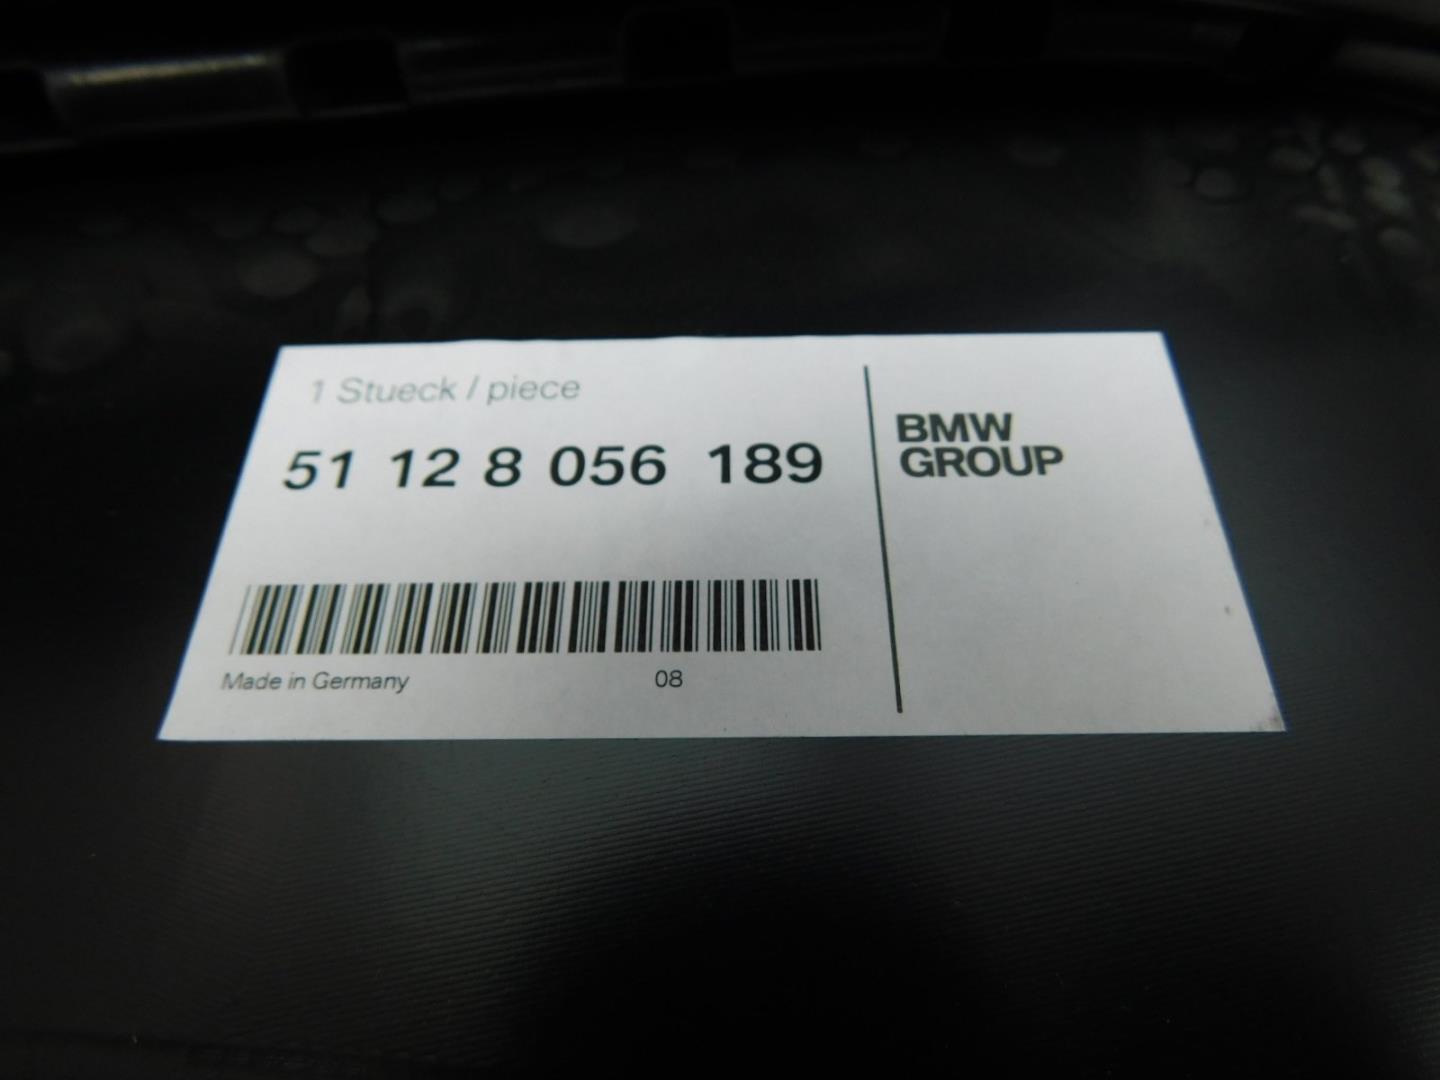 1 Stueck / piece
51 12 8 056 189
Made in Germany
08
BMW
GROUP